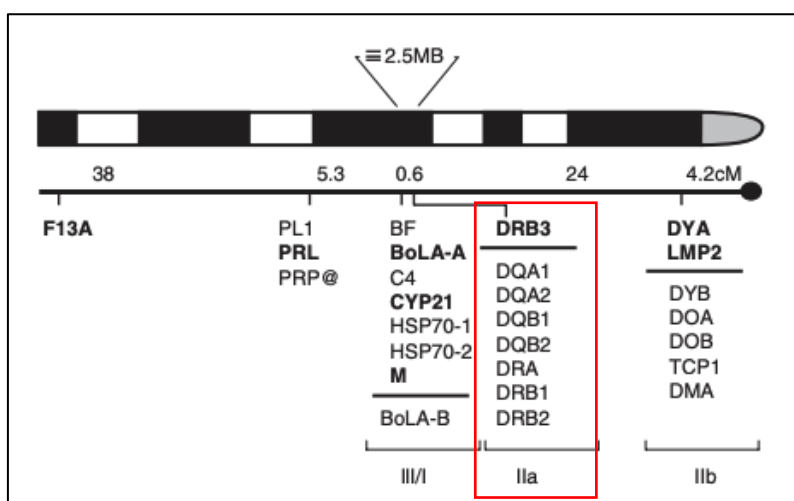 ≡2.5MB
38 5.3 0.6 24 4.2cM
F13A
PL1
PRL
PRP@
BF
BoLA-A
C4
CYP21
HSP70-1
HSP70-2
M
BoLA-B
III/I
DRB3
DQA1
DQA2
DQB1
DQB2
DRA
DRB1
DRB2
IIa
DYA
LMP2
DYB
DOA
DOB
TCP1
DMA
IIb